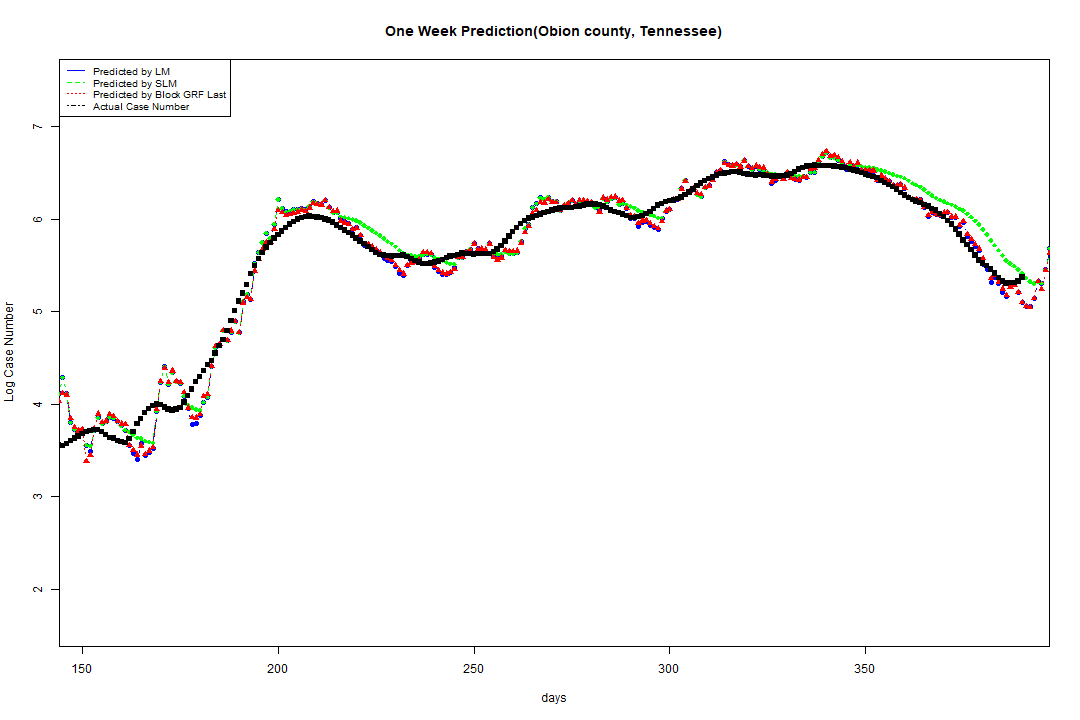 One Week Prediction(Obion county, Tennessee)
Predicted by LM
Predicted by SLM
Predicted by Block GRF Last
Actual Case Number
7
6
5
4
3
2
Log Case Number
150 200 250 300 350
days